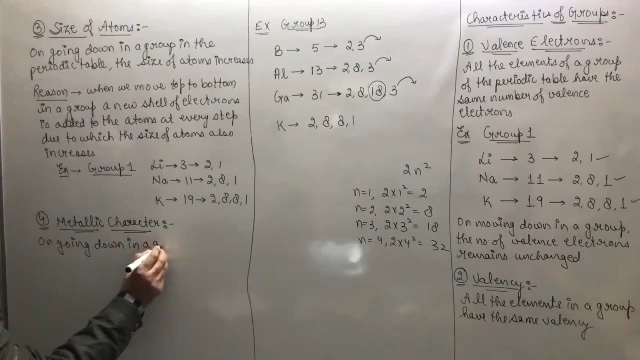 ③ Size of Atoms:-
On going down in a group in the
periodic table, the size of atoms increases
Reason → when we move top to bottom
in a group a new shell of electrons
is added to the atoms at every step
due to which the size of atoms also
increases
Ex → Group 1 Li → 3 → 2, 1
Na → 11 → 2, 8, 1
K → 19 → 2, 8, 8, 1
④ Metallic Character:-
On going down in a g
Ex Group 13
B → 5 → 2 3
Al → 13 → 2, 8, 3
Ga → 31 → 2, 8, 18 3
K → 2, 8, 8, 1
2n²
n=1, 2×1² = 2
n=2, 2×2² = 8
n=3, 2×3² = 18
n=4, 2×4² = 32
Characteristics of Groups
① Valence Electrons:-
All the elements of a group
of the periodic table have the
same number of valence
electrons
Ex Group 1
Li → 3 → 2, 1 ✓
Na → 11 → 2, 8, 1 ✓
K → 19 → 2, 8, 8, 1 ✓
On moving down in a group,
the no of valence electrons
remains unchanged
② Valency:-
All the elements in a group
have the same valency